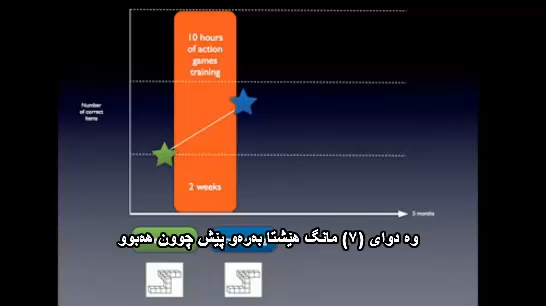 10 hours
of action
games
training
Number
of correct
items
2 weeks
5 months
وە دوای (٧) مانگ هێشتا بەرەو پێش چوون هەبوو